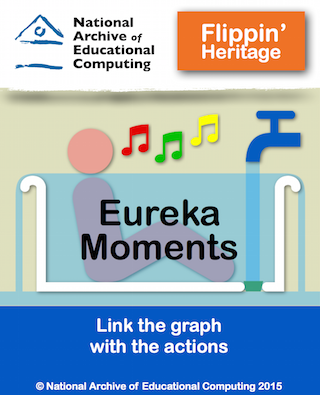 National
Archive of
Educational
Computing
Flippin'
Heritage
Eureka
Moments
Link the graph
with the actions
© National Archive of Educational Computing 2015